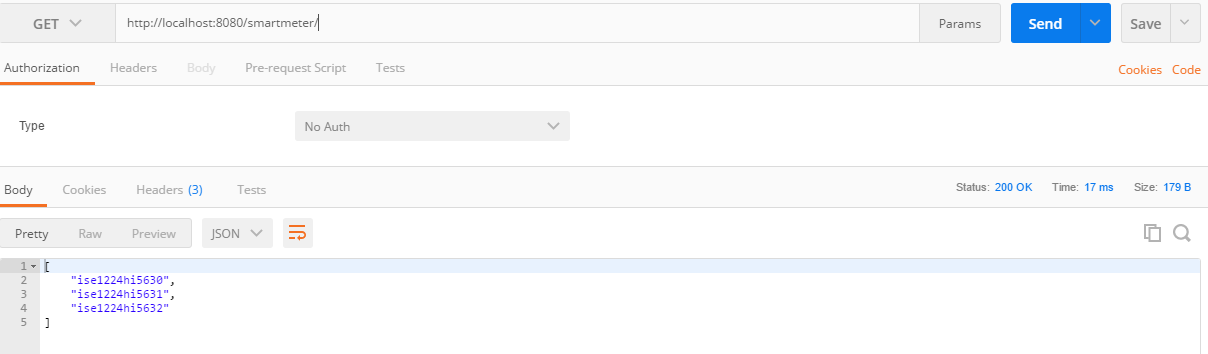 GET http://localhost:8080/smartmeter/ Params Send Save
Authorization Headers Body Pre-request Script Tests Cookies Code
Type No Auth
Body Cookies Headers (3) Tests Status: 200 OK Time: 17 ms Size: 179 B
Pretty Raw Preview JSON
1 [
2 "ise1224hi5630",
3 "ise1224hi5631",
4 "ise1224hi5632"
5 ]